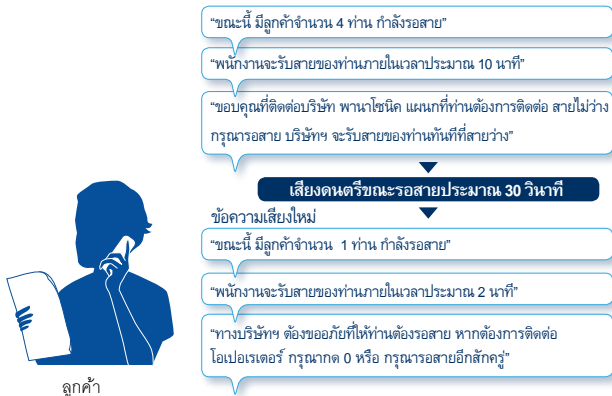 “ขณะนี้ มีลูกค้าจำนวน 4 ท่าน กำลังรอสาย”
“พนักงานจะรับสายของท่านภายในเวลาประมาณ 10 นาที”
“ขอบคุณที่ติดต่อบริษัท พานาโซนิค แผนกที่ท่านต้องการติดต่อ สายไม่ว่าง
กรุณารอสาย บริษัทฯ จะรับสายของท่านทันทีที่สายว่าง”
เสียงดนตรีขณะรอสายประมาณ 30 วินาที
ข้อความเสียงใหม่
“ขณะนี้ มีลูกค้าจำนวน 1 ท่าน กำลังรอสาย”
“พนักงานจะรับสายของท่านภายในเวลาประมาณ 2 นาที”
“ทางบริษัทฯ ต้องขออภัยที่ให้ท่านต้องรอสาย หากต้องการติดต่อ
โอเปอเรเตอร์ กรุณากด 0 หรือ กรุณารอสายอีกสักครู่”
ลูกค้า